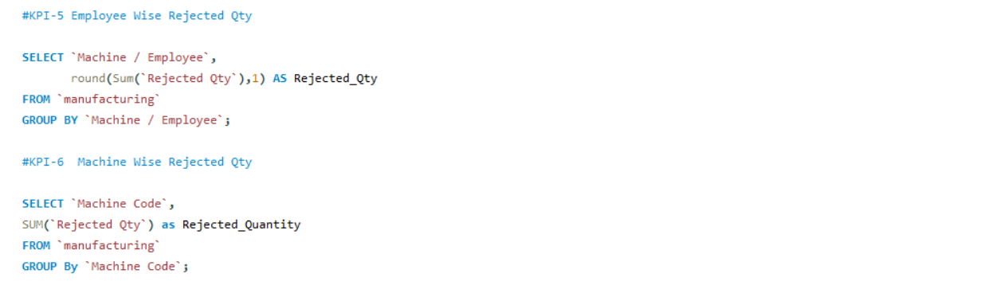 #KPI-5 Employee Wise Rejected Qty
SELECT `Machine / Employee`,
round(Sum(`Rejected Qty`),1) AS Rejected_Qty
FROM `manufacturing`
GROUP BY `Machine / Employee`;
#KPI-6  Machine Wise Rejected Qty
SELECT `Machine Code`,
SUM(`Rejected Qty`) as Rejected_Quantity
FROM `manufacturing`
GROUP By `Machine Code`;